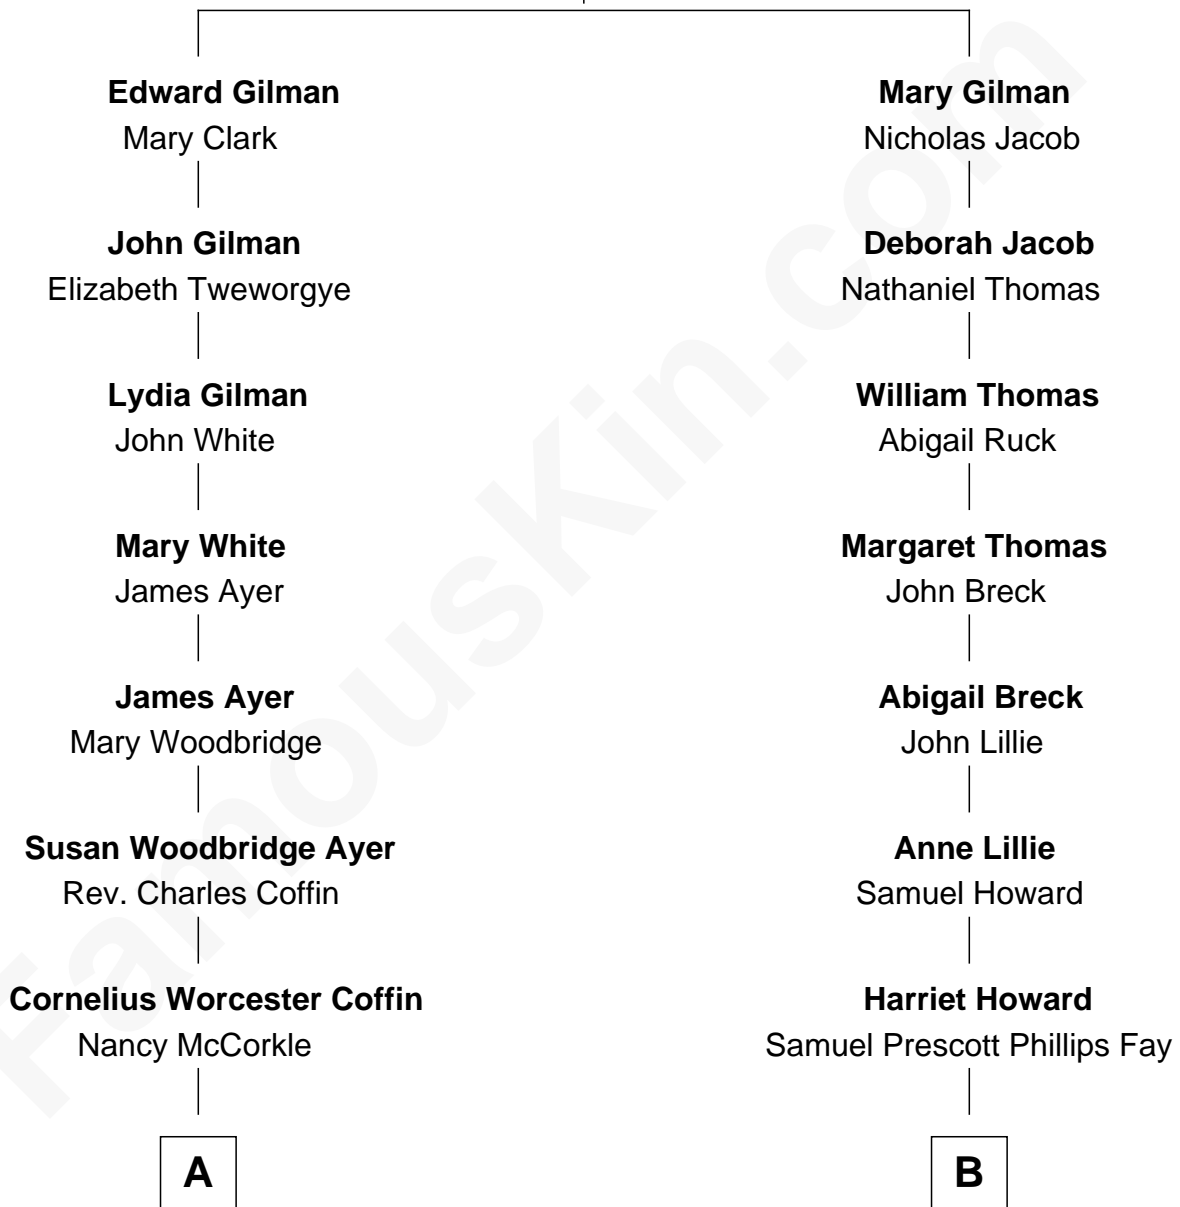 Edward Gilman
Mary Clark
John Gilman
Elizabeth Tweworgye
Lydia Gilman
John White
Mary White
James Ayer
James Ayer
Mary Woodbridge
Susan Woodbridge Ayer
Rev. Charles Coffin
Cornelius Worcester Coffin
Nancy McCorkle
A
Mary Gilman
Nicholas Jacob
Deborah Jacob
Nathaniel Thomas
William Thomas
Abigail Ruck
Margaret Thomas
John Breck
Abigail Breck
John Lillie
Anne Lillie
Samuel Howard
Harriet Howard
Samuel Prescott Phillips Fay
B
FamousKin.com